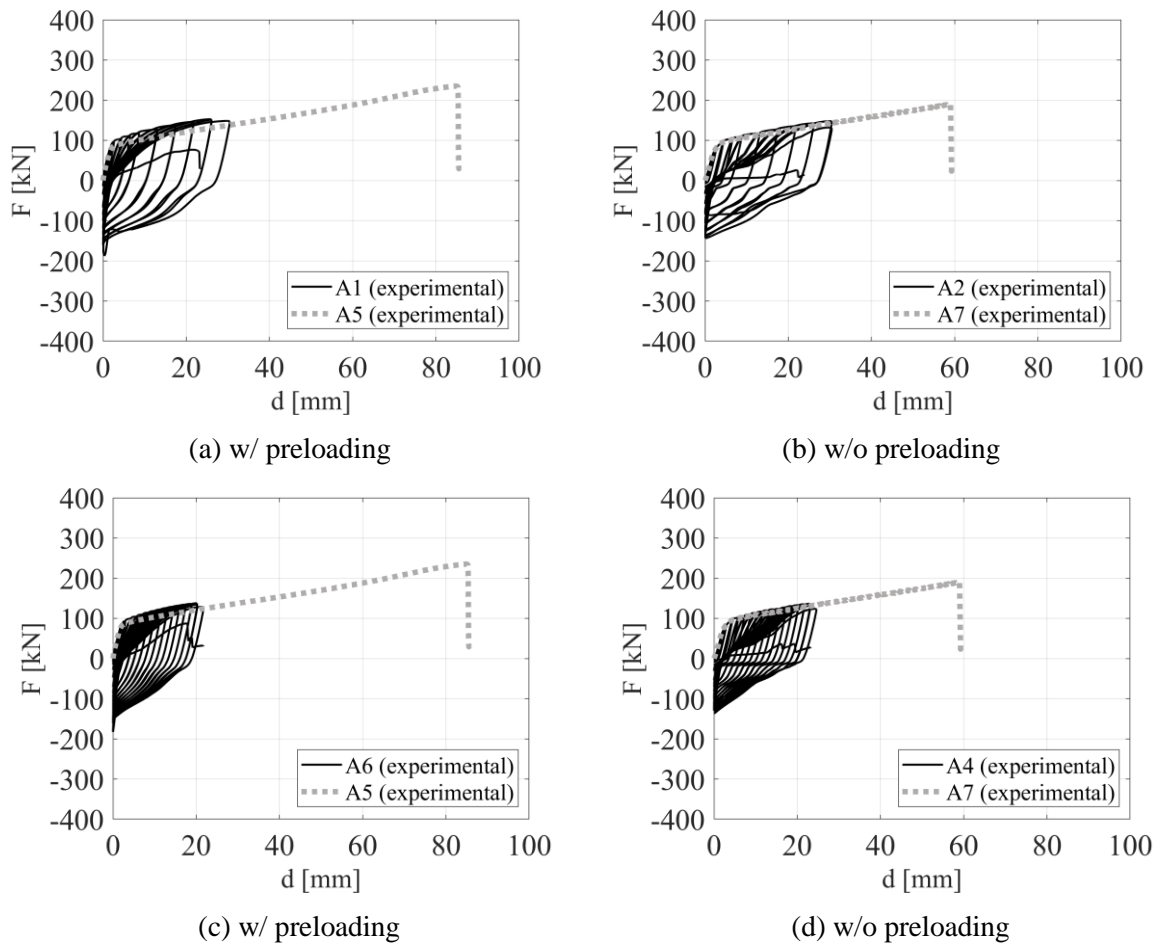 400
300
200
100
0
-100
-200
-300
-400
F [kN]
0 20 40 60 80 100
d [mm]
A1 (experimental)
A5 (experimental)
(a) w/ preloading
400
300
200
100
0
-100
-200
-300
-400
F [kN]
0 20 40 60 80 100
d [mm]
A2 (experimental)
A7 (experimental)
(b) w/o preloading
400
300
200
100
0
-100
-200
-300
-400
F [kN]
0 20 40 60 80 100
d [mm]
A6 (experimental)
A5 (experimental)
(c) w/ preloading
400
300
200
100
0
-100
-200
-300
-400
F [kN]
0 20 40 60 80 100
d [mm]
A4 (experimental)
A7 (experimental)
(d) w/o preloading